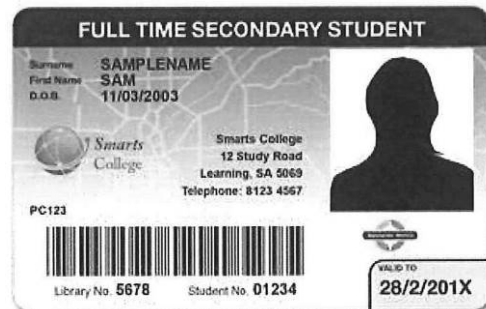 FULL TIME SECONDARY STUDENT
Surname SAMPLENAME
First Name SAM
D.O.B. 11/03/2003
Smarts
College
Smarts College
12 Study Road
Learning, SA 5069
Telephone: 8123 4567
PC123
Library No. 5678 Student No. 01234
VALID TO
28/2/201X